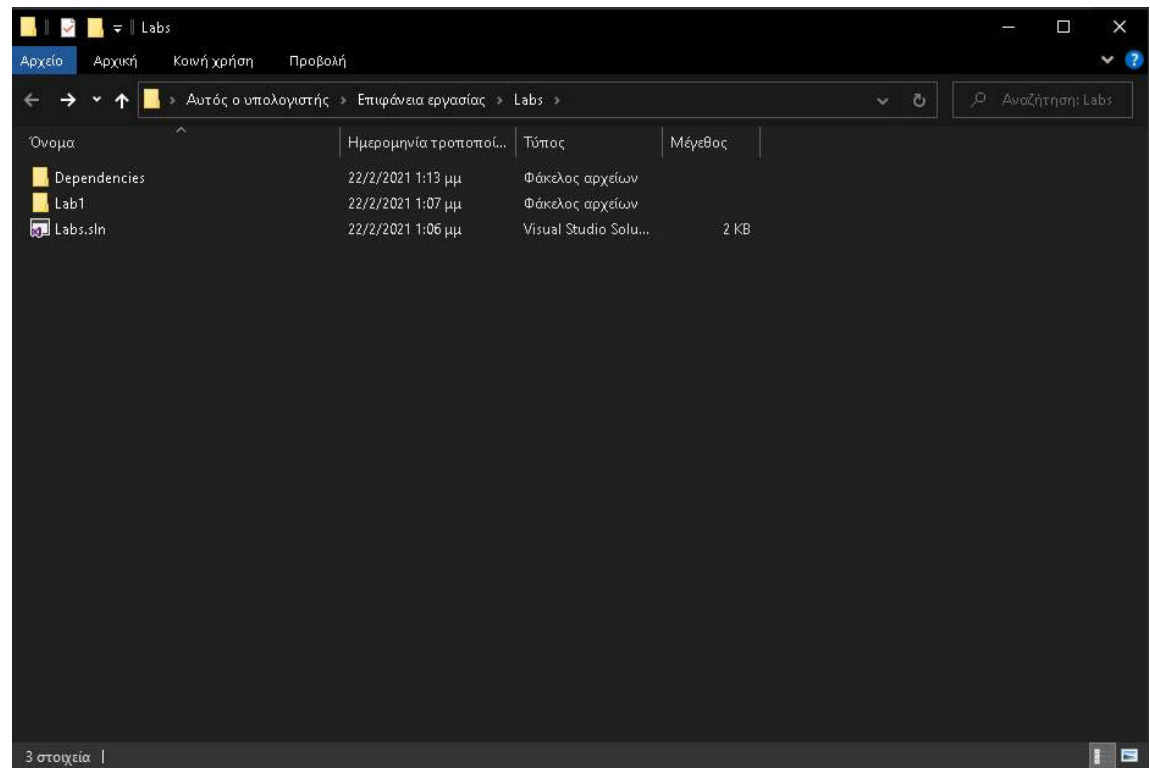 Labs
Αρχείο Αρχική Κοινή χρήση Προβολή
Αυτός ο υπολογιστής > Επιφάνεια εργασίας > Labs >
Αναζήτηση: Labs
Όνομα Ημερομηνία τροποποί... Τύπος Μέγεθος
Dependencies 22/2/2021 1:13 μμ Φάκελος αρχείων
Lab1 22/2/2021 1:07 μμ Φάκελος αρχείων
Labs.sln 22/2/2021 1:06 μμ Visual Studio Solu... 2 KB
3 στοιχεία